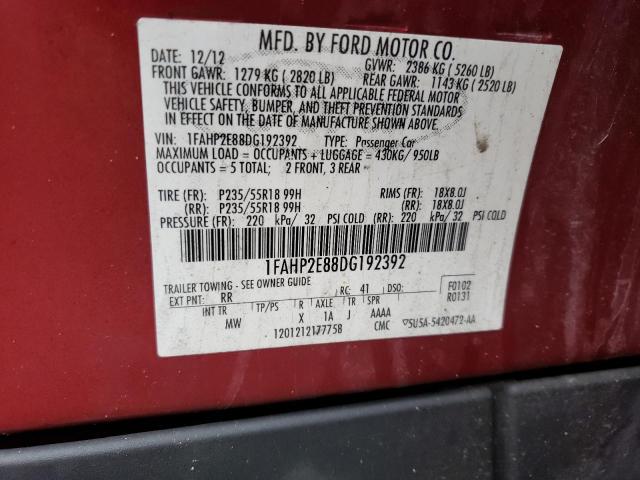 MFD. BY FORD MOTOR CO.
DATE: 12/12 GVWR: 2386 KG ( 5260 LB)
FRONT GAWR: 1279 KG ( 2820 LB) REAR GAWR: 1143 KG ( 2520 LB)
THIS VEHICLE CONFORMS TO ALL APPLICABLE FEDERAL MOTOR
VEHICLE SAFETY, BUMPER, AND THEFT PREVENTION STANDARDS
IN EFFECT ON THE DATE OF MANUFACTURE SHOWN ABOVE.
VIN: 1FAHP2E88DG192392 TYPE: Passenger Car
MAXIMUM LOAD = OCCUPANTS + LUGGAGE = 430KG/ 950LB
OCCUPANTS = 5 TOTAL; 2 FRONT, 3 REAR
TIRE (FR): P235/55R18 99H RIMS (FR): 18X8.0J
(RR): P235/55R18 99H (RR): 18X8.0J
PRESSURE (FR): 220 kPa/ 32 PSI COLD (RR): 220 kPa/ 32 PSI COLD
1FAHP2E88DG192392
TRAILER TOWING - SEE OWNER GUIDE
EXT PNT: RR RC: 41 DSO: F0102
R0131
INT TR TP/PS R AXLE TR SPR
MW X 1A J AAAA
1201212177758 CMC 5U5A-5420472-AA